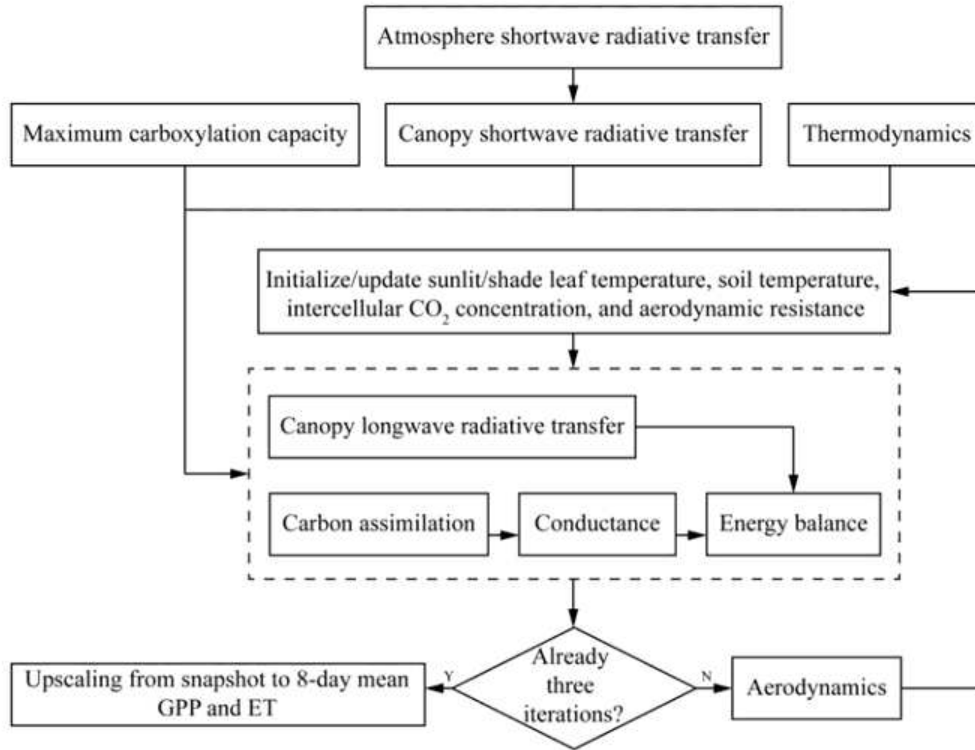 Atmosphere shortwave radiative transfer
Maximum carboxylation capacity
Canopy shortwave radiative transfer
Thermodynamics
Initialize/update sunlit/shade leaf temperature, soil temperature,
intercellular CO₂ concentration, and aerodynamic resistance
Canopy longwave radiative transfer
Carbon assimilation
Conductance
Energy balance
Already
three
iterations?
Y
N
Upscaling from snapshot to 8-day mean
GPP and ET
Aerodynamics